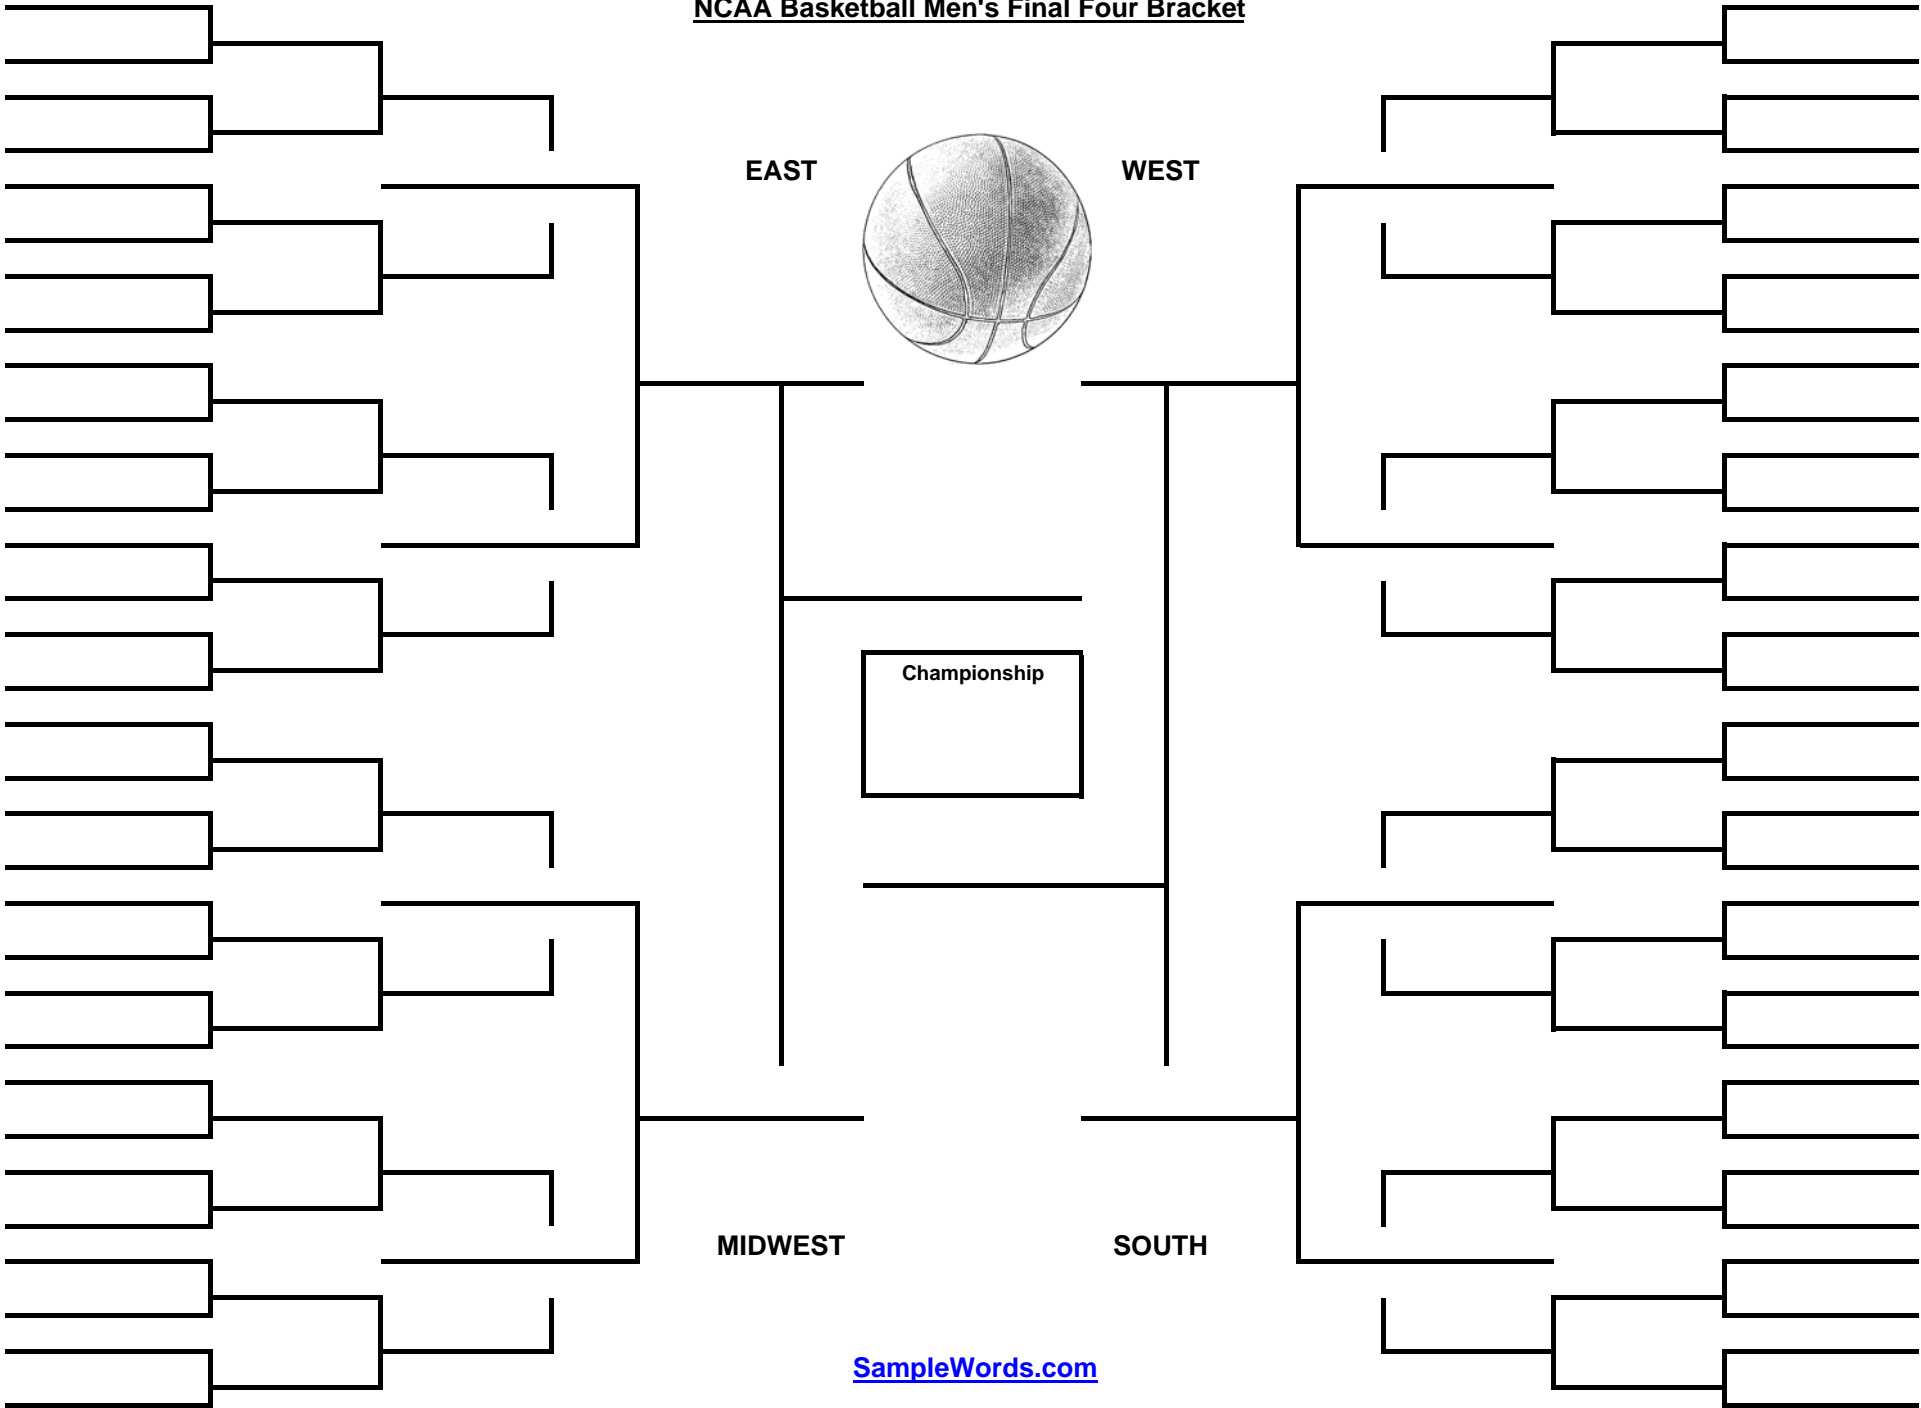 NCAA Basketball Men's Final Four Bracket
EAST
WEST
Championship
MIDWEST
SOUTH
SampleWords.com